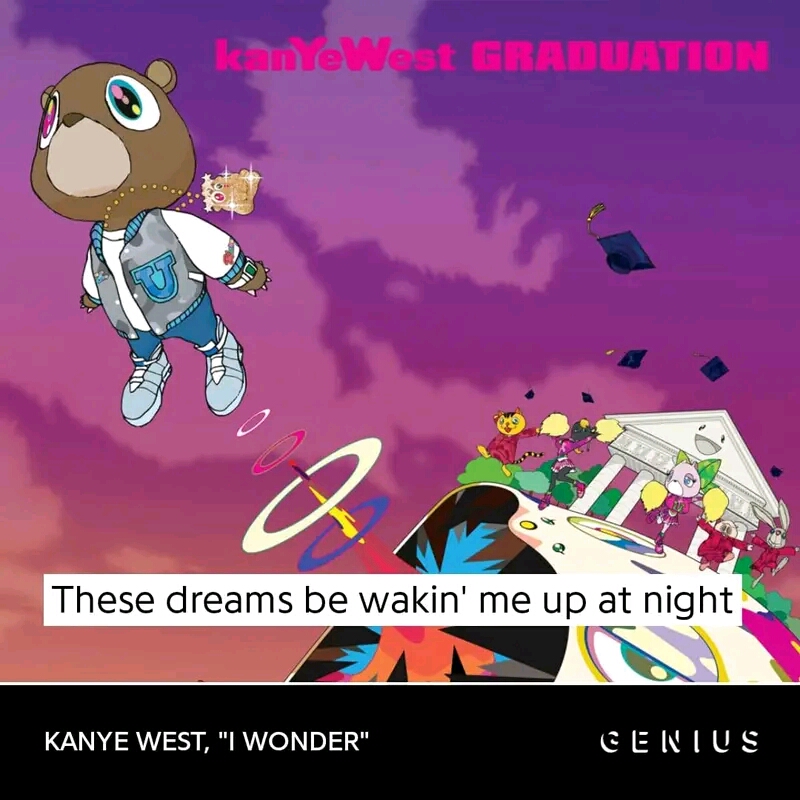 kanYeWest GRADUATION
U
These dreams be wakin' me up at night
KANYE WEST, "I WONDER"
GENIUS